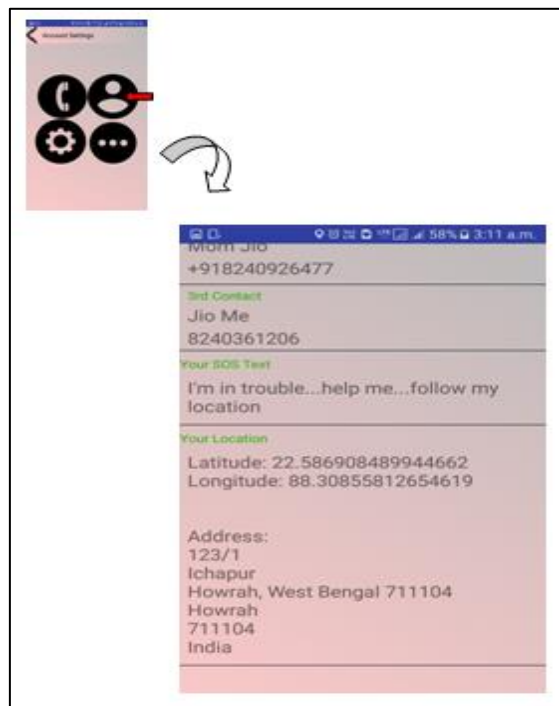 Account Settings
58% 3:11 a.m.
Mom Jio
+918240926477
3rd Contact
Jio Me
8240361206
Your SOS Text
I'm in trouble...help me...follow my
location
Your Location
Latitude: 22.586908489944662
Longitude: 88.30855812654619
Address:
123/1
Ichapur
Howrah, West Bengal 711104
Howrah
711104
India